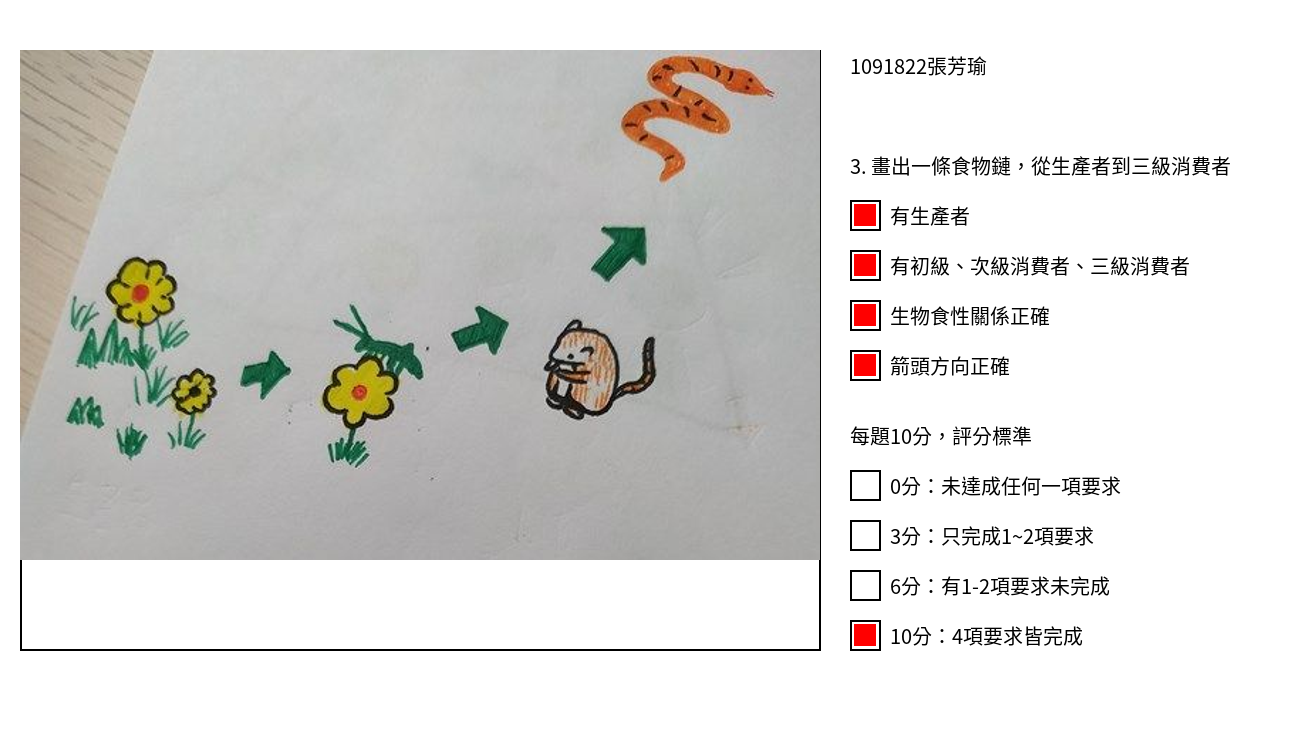 1091822張芳瑜
3. 畫出一條食物鏈，從生產者到三級消費者
有生產者
有初級、次級消費者、三級消費者
生物食性關係正確
箭頭方向正確
每題10分，評分標準
0分：未達成任何一項要求
3分：只完成1~2項要求
6分：有1-2項要求未完成
10分：4項要求皆完成